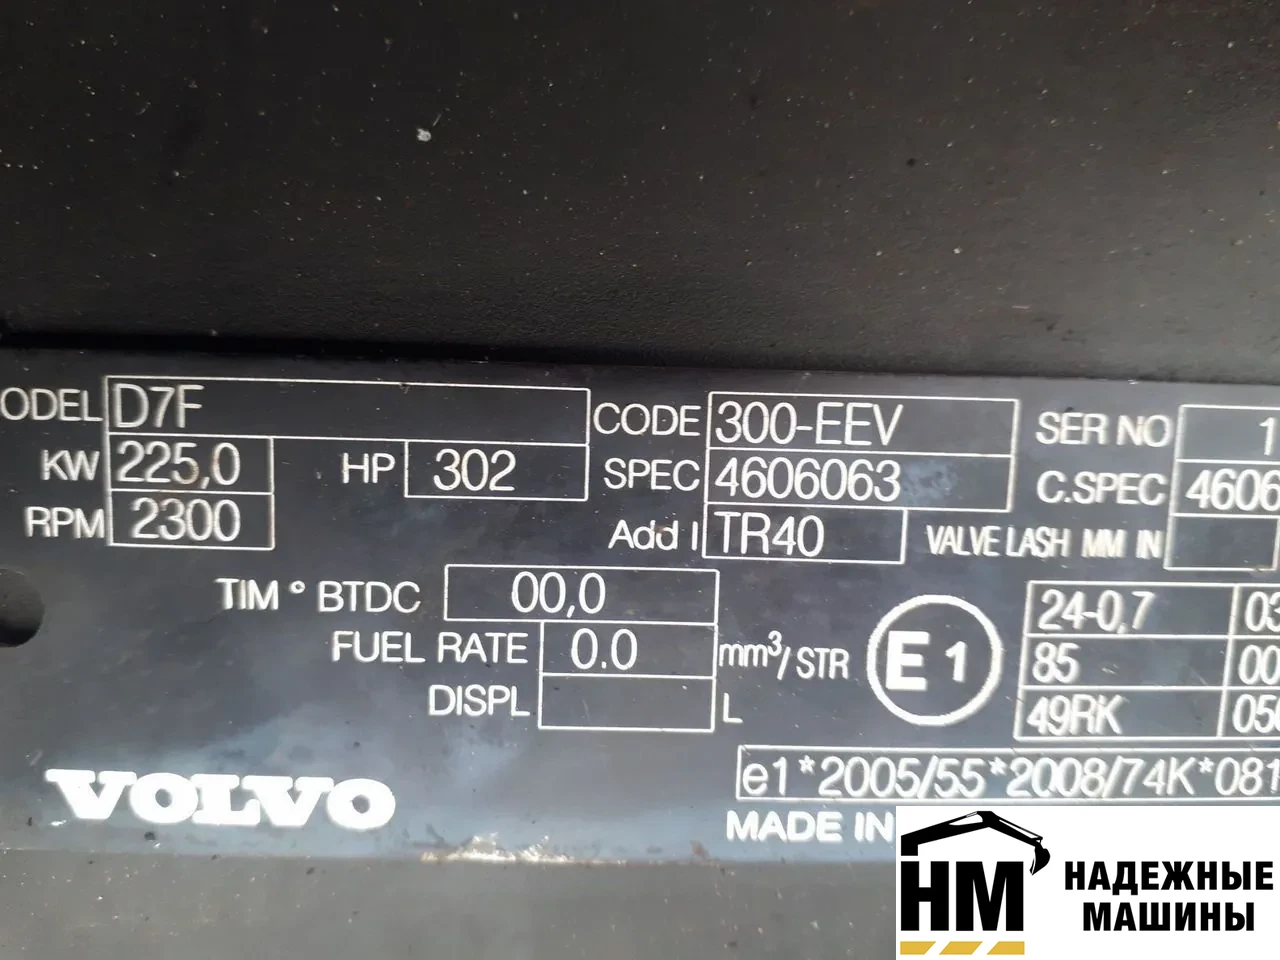 ODEL D7F CODE 300-EEV SER NO 1
KW 225,0 HP 302 SPEC 4606063 C.SPEC 4606
RPM 2300 Add I TR40 VALVE LASH MM IN
TIM ° BTDC 00,0 24-0,7 03
FUEL RATE 0.0 mm³/STR E1 85 00
DISPL L 49RK 05
e1*2005/55*2008/74K*081
VOLVO MADE IN
НМ НАДЕЖНЫЕ
МАШИНЫ